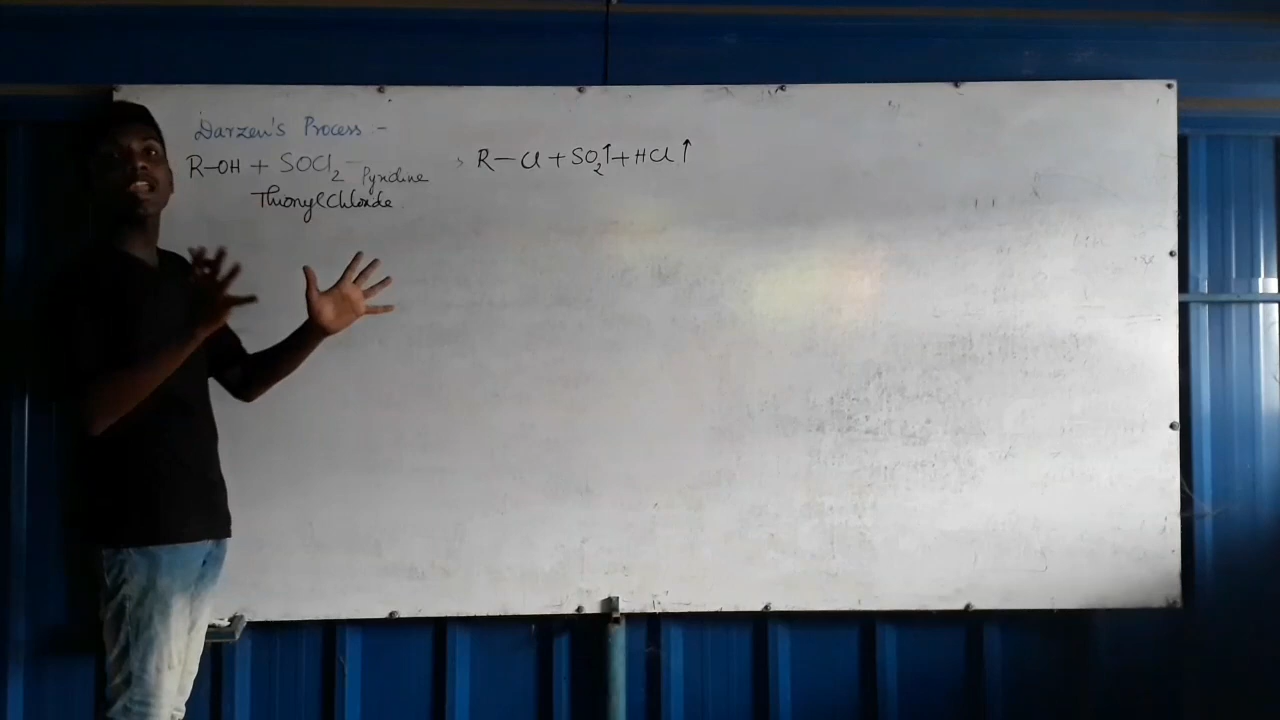 Darzen's Process :-
R-OH + SOCl2 Pyridine > R-Cl + SO2↑ + HCl↑
Thionyl Chloride